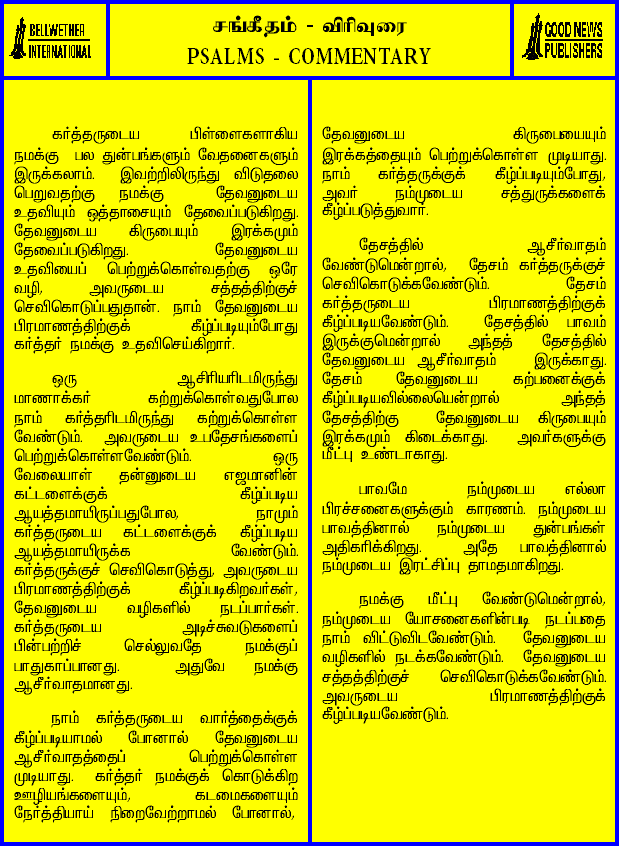 BELLWETHER
INTERNATIONAL
சங்கீதம் - விரிவுரை
PSALMS - COMMENTARY
GOOD NEWS
PUBLISHERS
கர்த்தருடைய பிள்ளைகளாகிய
நமக்கு பல துன்பங்களும் வேதனைகளும்
இருக்கலாம். இவற்றிலிருந்து விடுதலை
பெறுவதற்கு நமக்கு தேவனுடைய
உதவியும் ஒத்தாசையும் தேவைப்படுகிறது.
தேவனுடைய கிருபையும் இரக்கமும்
தேவைப்படுகிறது. தேவனுடைய
உதவியைப் பெற்றுக்கொள்வதற்கு ஒரே
வழி, அவருடைய சத்தத்திற்குச்
செவிகொடுப்பதுதான். நாம் தேவனுடைய
பிரமாணத்திற்குக் கீழ்ப்படியும்போது
கர்த்தர் நமக்கு உதவிசெய்கிறார்.
ஒரு ஆசிரியரிடமிருந்து
மாணாக்கர் கற்றுக்கொள்வதுபோல
நாம் கர்த்தரிடமிருந்து கற்றுக்கொள்ள
வேண்டும். அவருடைய உபதேசங்களைப்
பெற்றுக்கொள்ளவேண்டும். ஒரு
வேலையாள் தன்னுடைய எஜமானின்
கட்டளைக்குக் கீழ்ப்படிய
ஆயத்தமாயிருப்பதுபோல, நாமும்
கர்த்தருடைய கட்டளைக்குக் கீழ்ப்படிய
ஆயத்தமாயிருக்க வேண்டும்.
கர்த்தருக்குச் செவிகொடுத்து, அவருடைய
பிரமாணத்திற்குக் கீழ்ப்படிகிறவர்கள்,
தேவனுடைய வழிகளில் நடப்பார்கள்.
கர்த்தருடைய அடிச்சுவடுகளைப்
பின்பற்றிச் செல்லுவதே நமக்குப்
பாதுகாப்பானது. அதுவே நமக்கு
ஆசீர்வாதமானது.
நாம் கர்த்தருடைய வார்த்தைக்குக்
கீழ்ப்படியாமல் போனால் தேவனுடைய
ஆசீர்வாதத்தைப் பெற்றுக்கொள்ள
முடியாது. கர்த்தர் நமக்குக் கொடுக்கிற
ஊழியங்களையும், கடமைகளையும்
நேர்த்தியாய் நிறைவேற்றாமல் போனால்,
தேவனுடைய கிருபையையும்
இரக்கத்தையும் பெற்றுக்கொள்ள முடியாது.
நாம் கர்த்தருக்குக் கீழ்ப்படியும்போது,
அவர் நம்முடைய சத்துருக்களைக்
கீழ்ப்படுத்துவார்.
தேசத்தில் ஆசீர்வாதம்
வேண்டுமென்றால், தேசம் கர்த்தருக்குச்
செவிகொடுக்கவேண்டும். தேசம்
கர்த்தருடைய பிரமாணத்திற்குக்
கீழ்ப்படியவேண்டும். தேசத்தில் பாவம்
இருக்குமென்றால் அந்தத் தேசத்தில்
தேவனுடைய ஆசீர்வாதம் இருக்காது.
தேசம் தேவனுடைய கற்பனைக்குக்
கீழ்ப்படியவில்லையென்றால் அந்தத்
தேசத்திற்கு தேவனுடைய கிருபையும்
இரக்கமும் கிடைக்காது. அவர்களுக்கு
மீட்பு உண்டாகாது.
பாவமே நம்முடைய எல்லா
பிரச்சனைகளுக்கும் காரணம். நம்முடைய
பாவத்தினால் நம்முடைய துன்பங்கள்
அதிகரிக்கிறது. அதே பாவத்தினால்
நம்முடைய இரட்சிப்பு தாமதமாகிறது.
நமக்கு மீட்பு வேண்டுமென்றால்,
நம்முடைய யோசனைகளின்படி நடப்பதை
நாம் விட்டுவிடவேண்டும். தேவனுடைய
வழிகளில் நடக்கவேண்டும். தேவனுடைய
சத்தத்திற்குச் செவிகொடுக்கவேண்டும்.
அவருடைய பிரமாணத்திற்குக்
கீழ்ப்படியவேண்டும்.